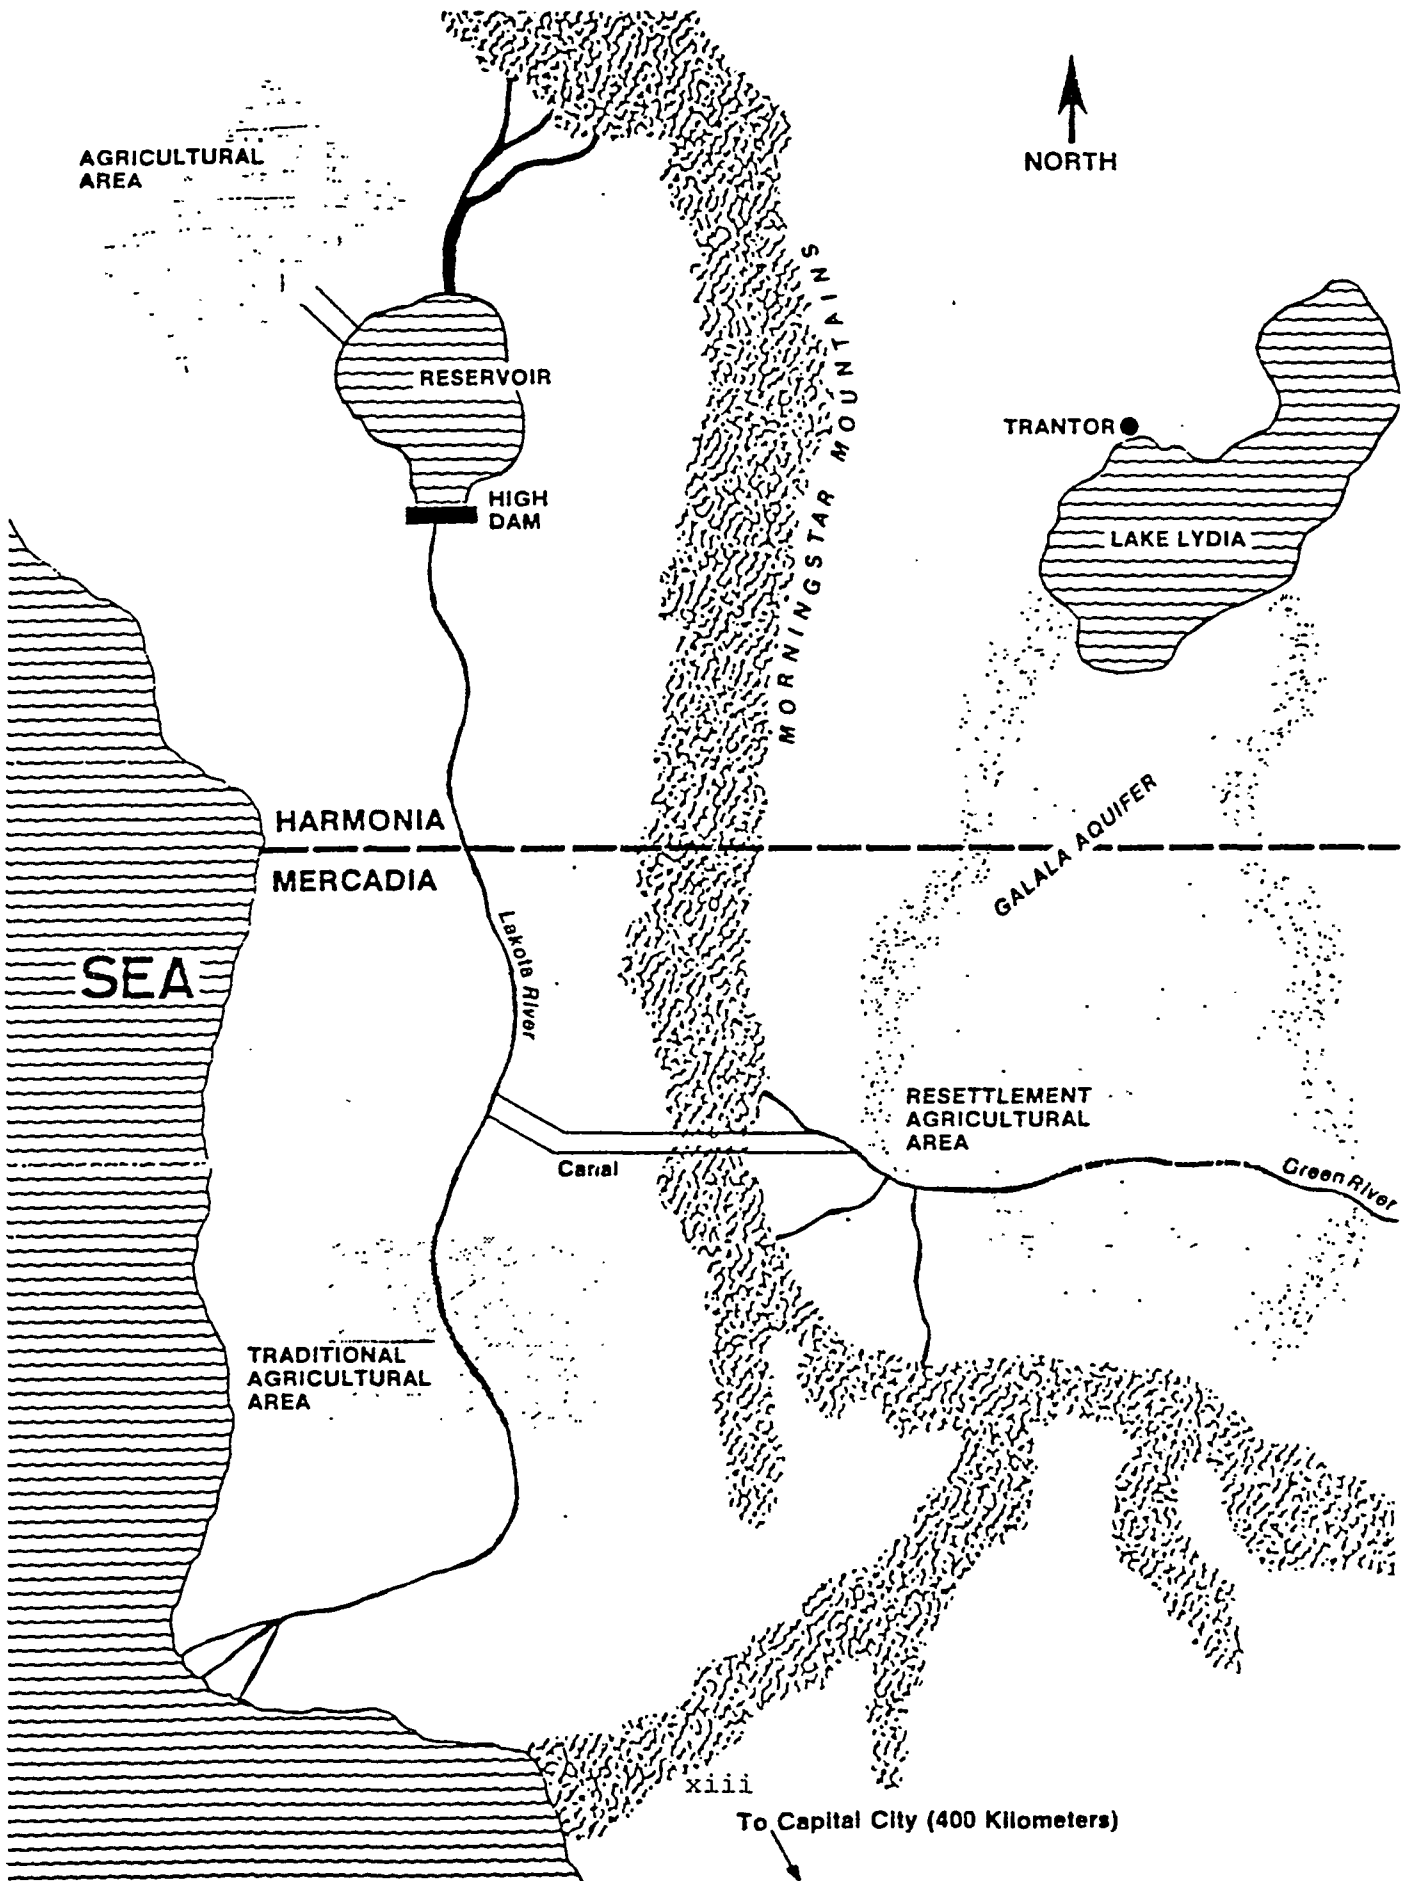 NORTH
AGRICULTURAL
AREA
MORNINGSTAR MOUNTAINS
RESERVOIR
TRANTOR
HIGH
DAM
LAKE LYDIA
HARMONIA
GALALA AQUIFER
MERCADIA
Lakota River
SEA
RESETTLEMENT
AGRICULTURAL
AREA
Canal
Green River
TRADITIONAL
AGRICULTURAL
AREA
xiii
To Capital City (400 Kilometers)